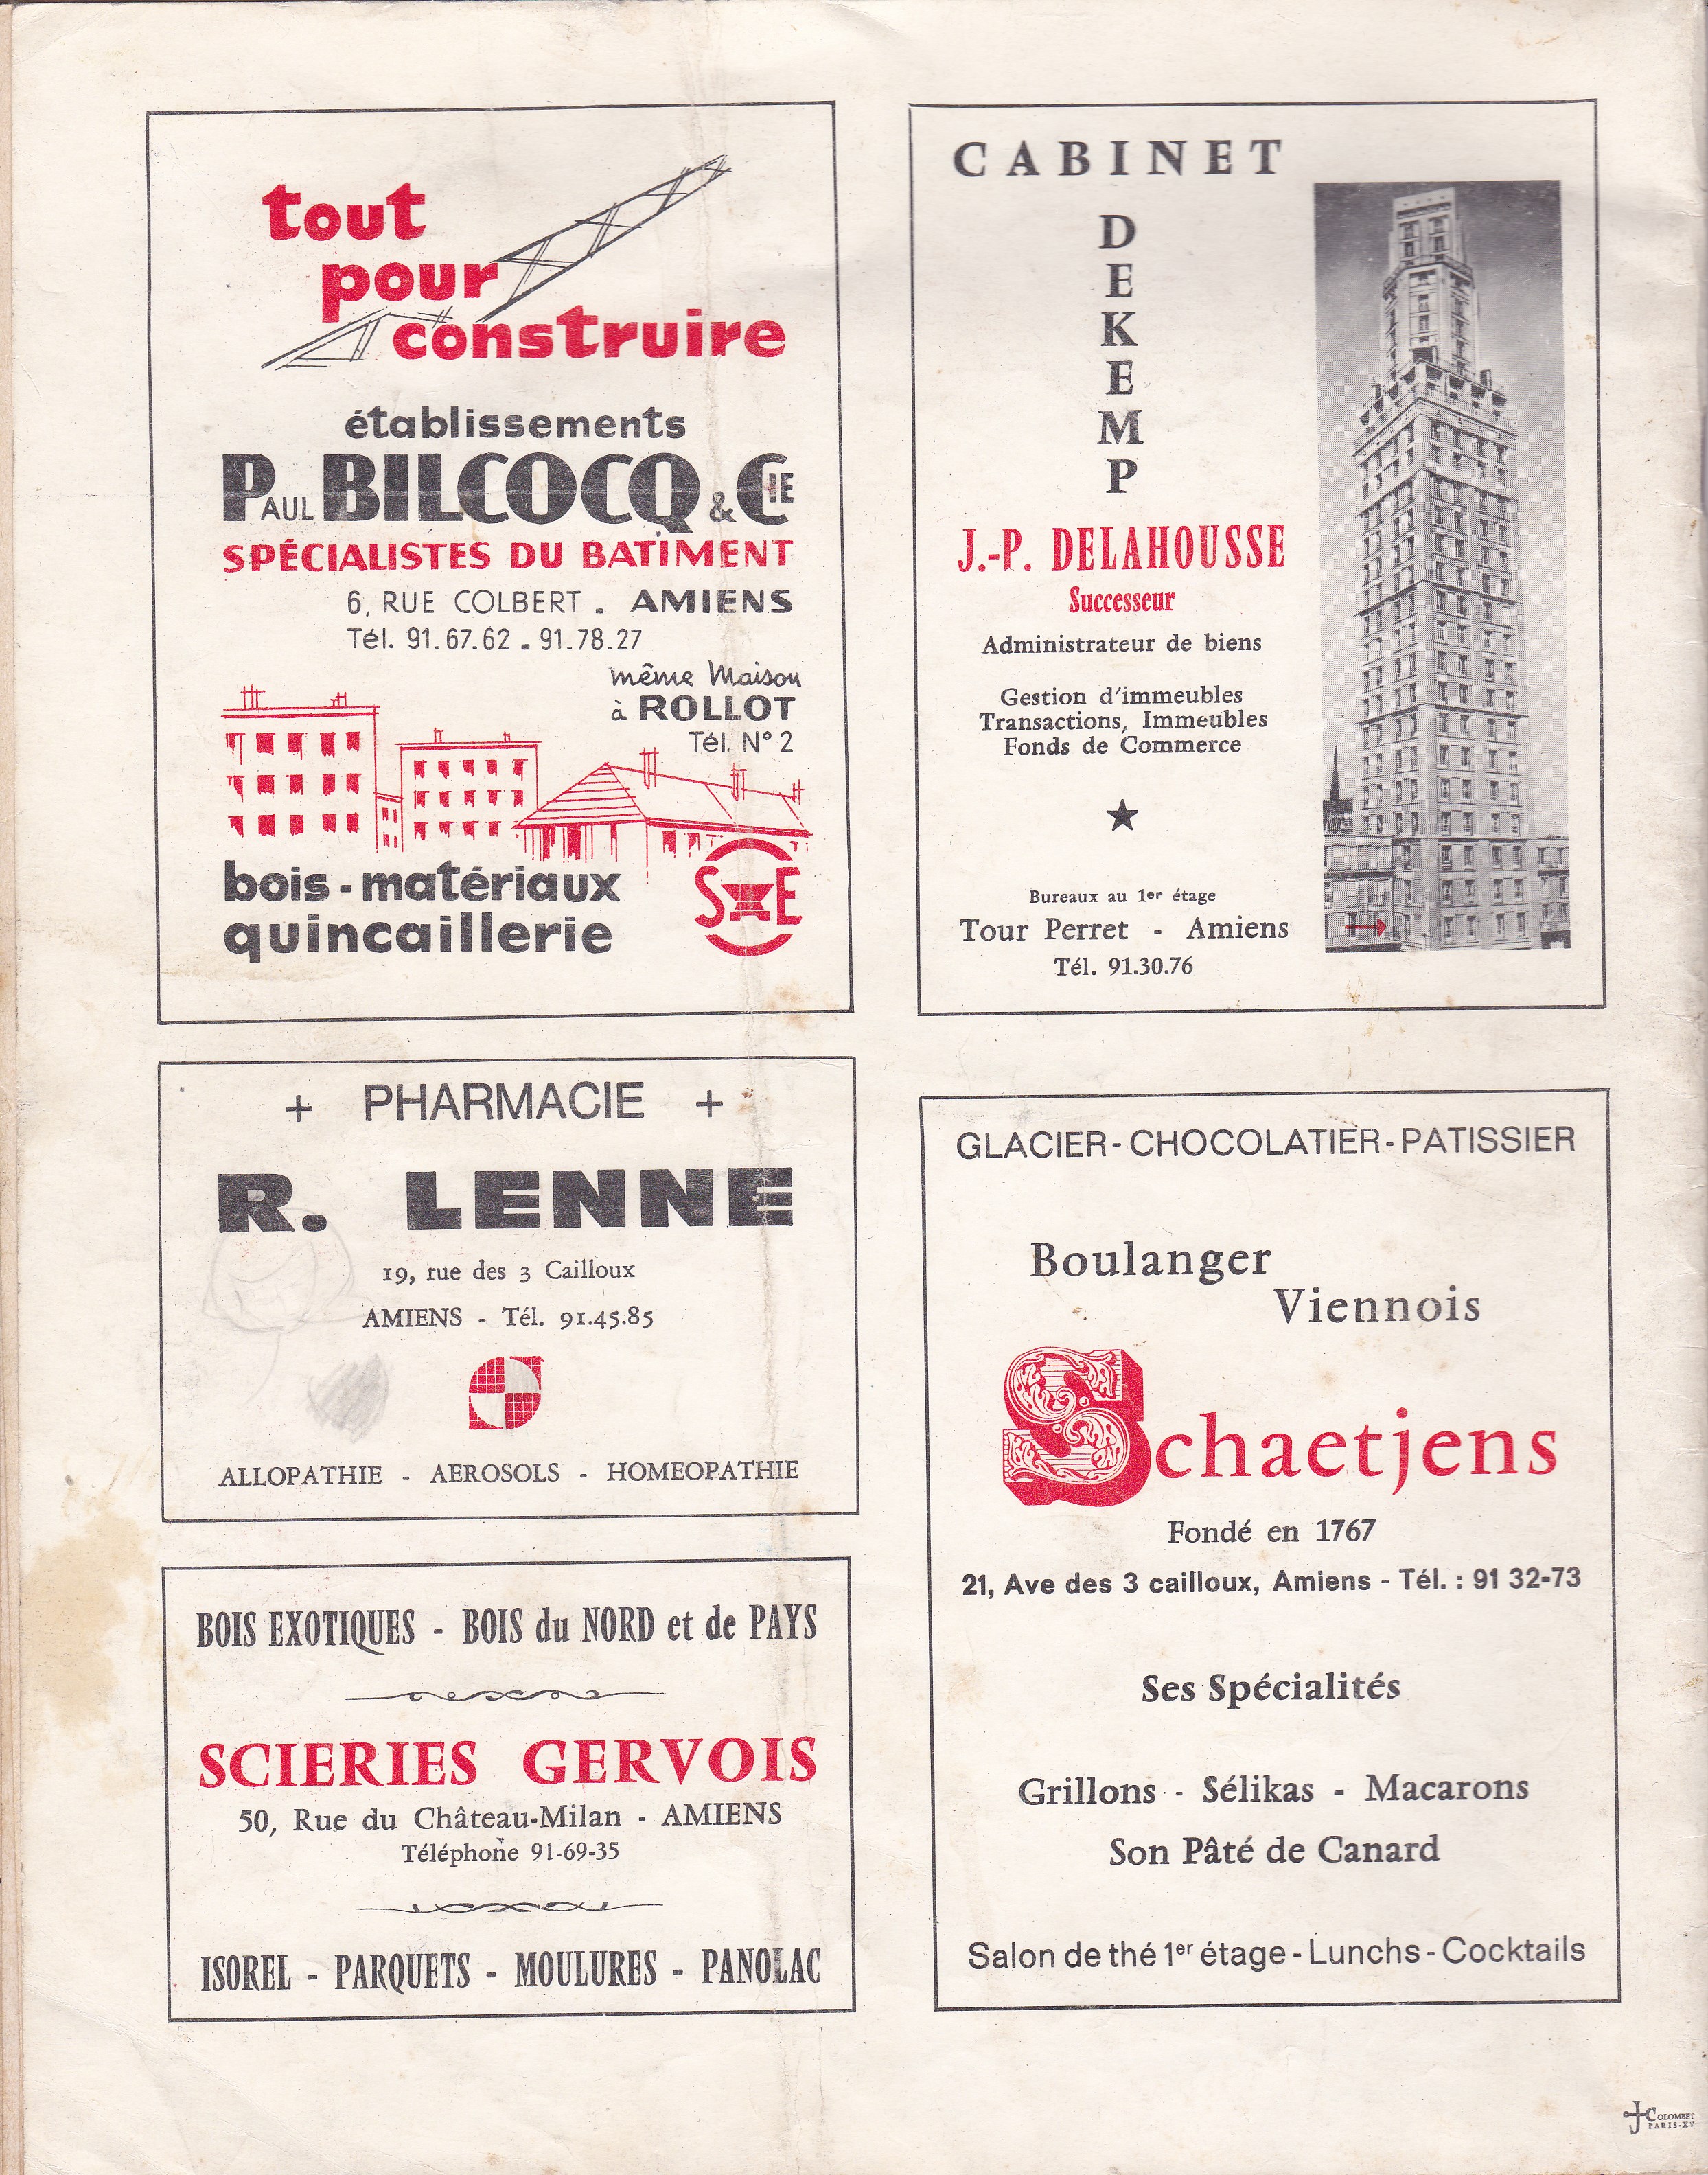 tout
pour
construire
établissements
PAUL BILCOCQ & CIE
SPÉCIALISTES DU BATIMENT
6, RUE COLBERT . AMIENS
Tél. 91.67.62 . 91.78.27
même Maison
à ROLLOT
Tél. N° 2
bois - matériaux
quincaillerie
S E
CABINET
D
E
K
E
M
P
J.-P. DELAHOUSSE
Successeur
Administrateur de biens
Gestion d'immeubles
Transactions, Immeubles
Fonds de Commerce
Bureaux au 1er étage
Tour Perret - Amiens
Tél. 91.30.76
+ PHARMACIE +
R. LENNE
19, rue des 3 Cailloux
AMIENS - Tél. 91.45.85
ALLOPATHIE - AEROSOLS - HOMEOPATHIE
BOIS EXOTIQUES - BOIS du NORD et de PAYS
SCIERIES GERVOIS
50, Rue du Château-Milan - AMIENS
Téléphone 91-69-35
ISOREL - PARQUETS - MOULURES - PANOLAC
GLACIER - CHOCOLATIER - PATISSIER
Boulanger
Viennois
Schaetjens
Fondé en 1767
21, Ave des 3 cailloux, Amiens - Tél. : 91 32-73
Ses Spécialités
Grillons - Sélikas - Macarons
Son Pâté de Canard
Salon de thé 1er étage - Lunchs - Cocktails
J COLOMBET
PARIS-XV